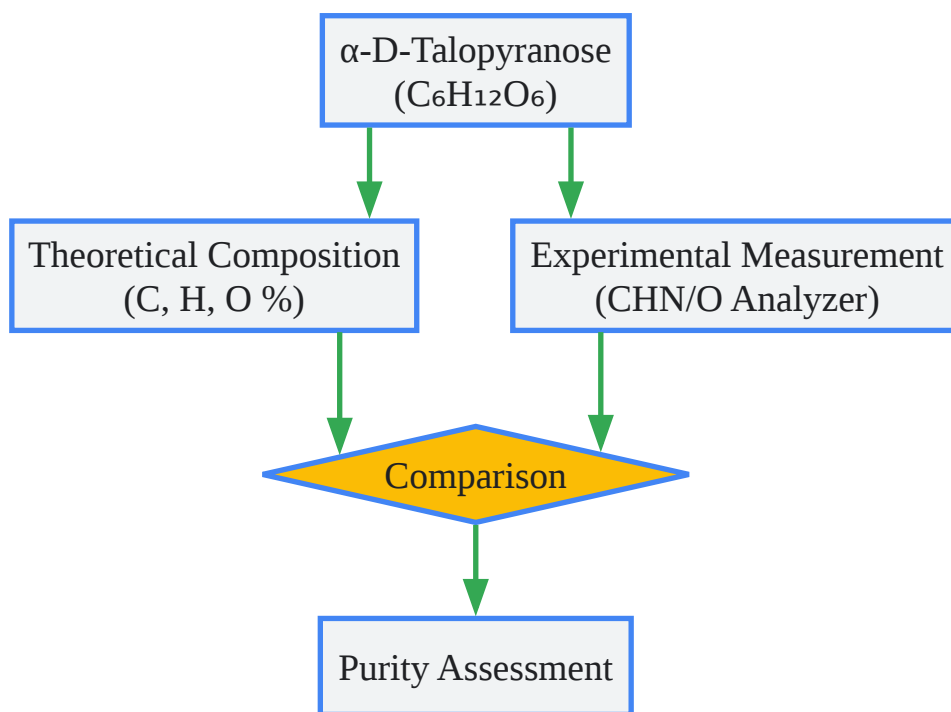 α-D-Talopyranose
(C₆H₁₂O₆)
Theoretical Composition
(C, H, O %)
Experimental Measurement
(CHN/O Analyzer)
Comparison
Purity Assessment